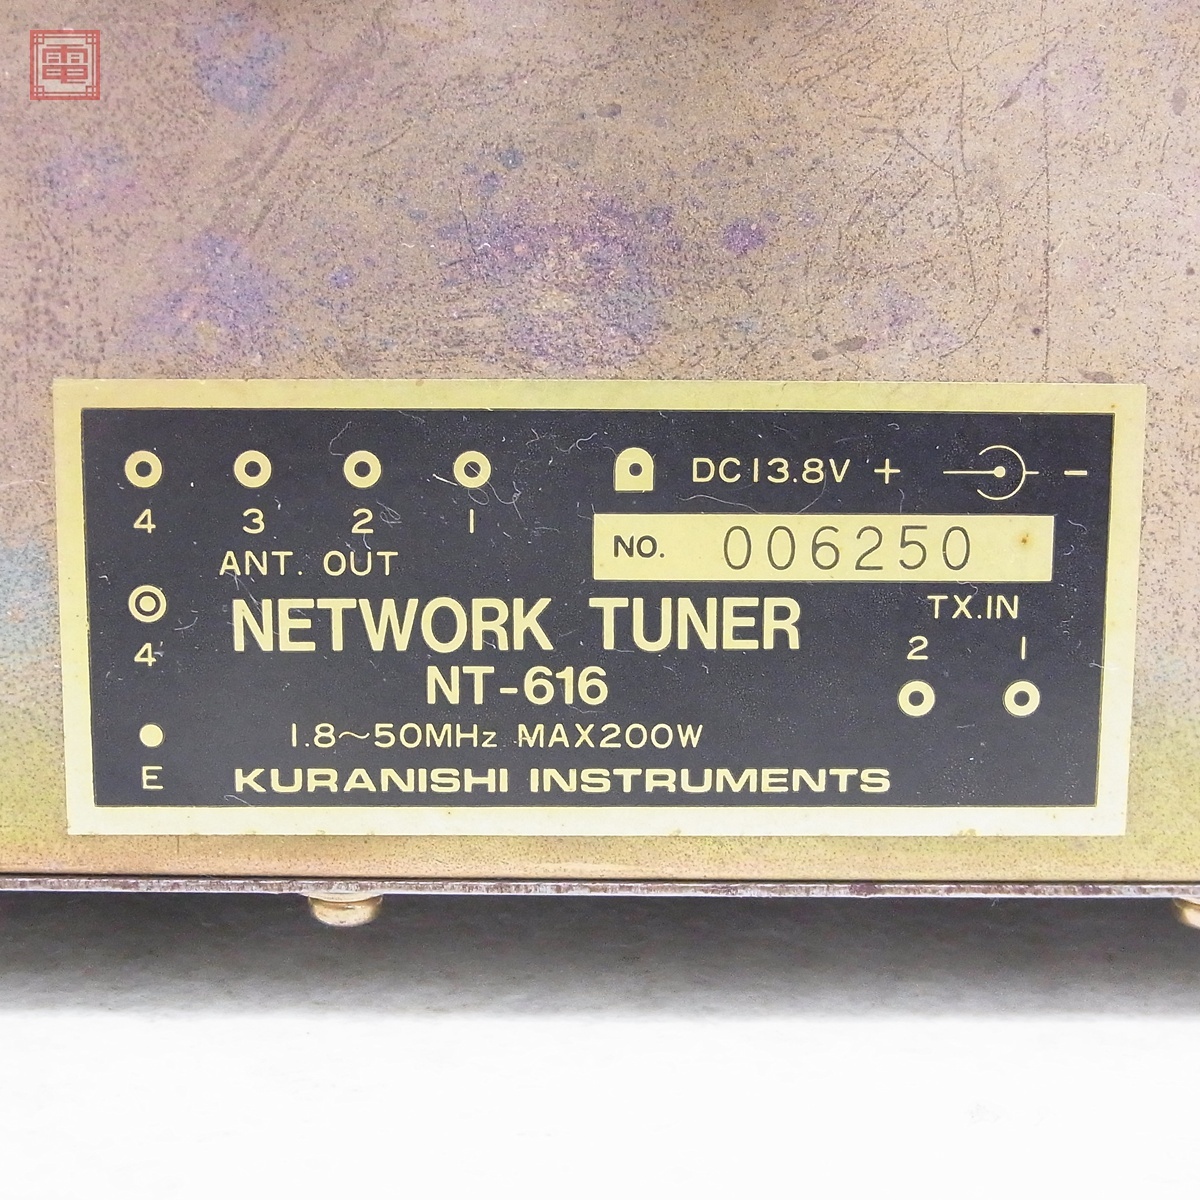 電
DC13.8V + -
4 3 2 1
ANT. OUT
NO. 006250
4'
NETWORK TUNER
TX.IN
2 1
NT-616
1.8～50MHz MAX200W
E
KURANISHI INSTRUMENTS